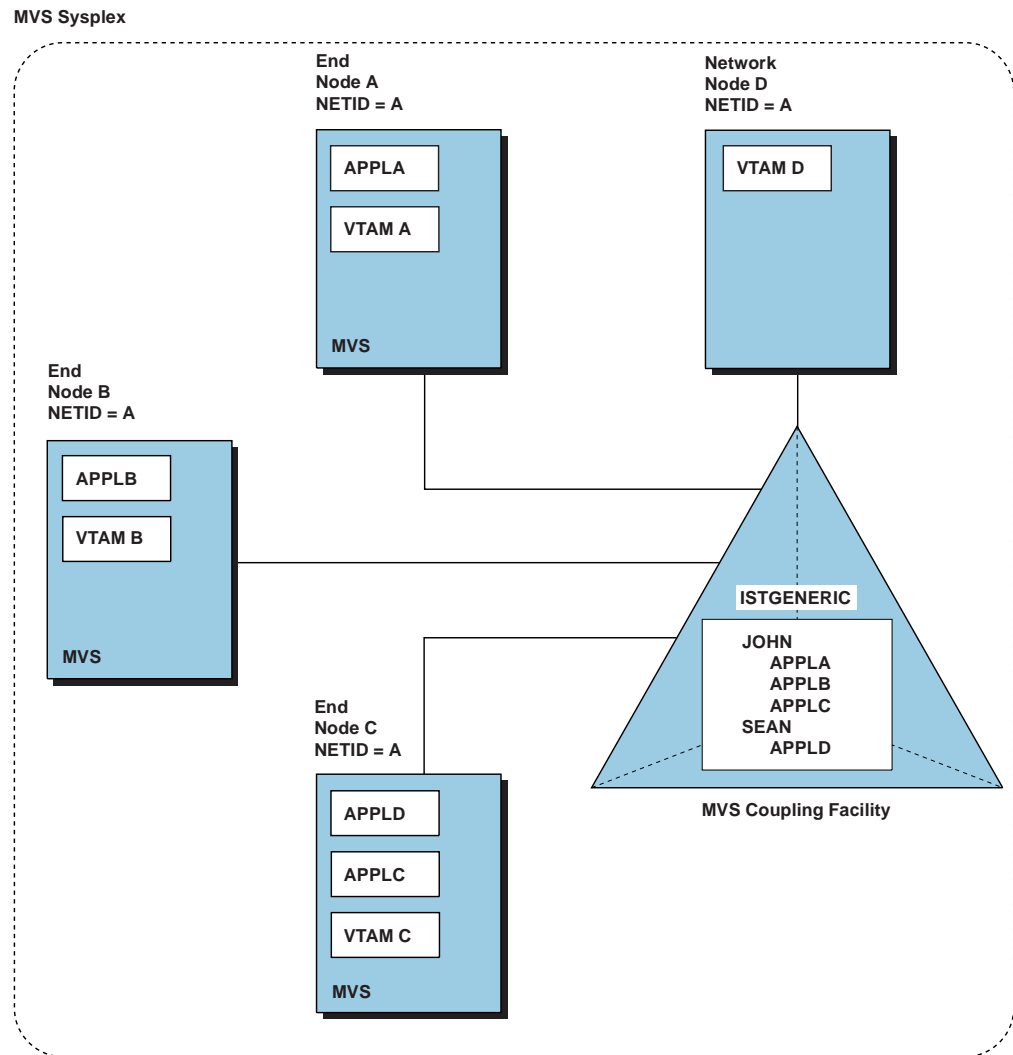 MVS Sysplex
End
Node A
NETID = A
APPLA
VTAM A
MVS
Network
Node D
NETID = A
VTAM D
End
Node B
NETID = A
APPLB
VTAM B
MVS
ISTGENERIC
JOHN
APPLA
APPLB
APPLC
SEAN
APPLD
MVS Coupling Facility
End
Node C
NETID = A
APPLD
APPLC
VTAM C
MVS